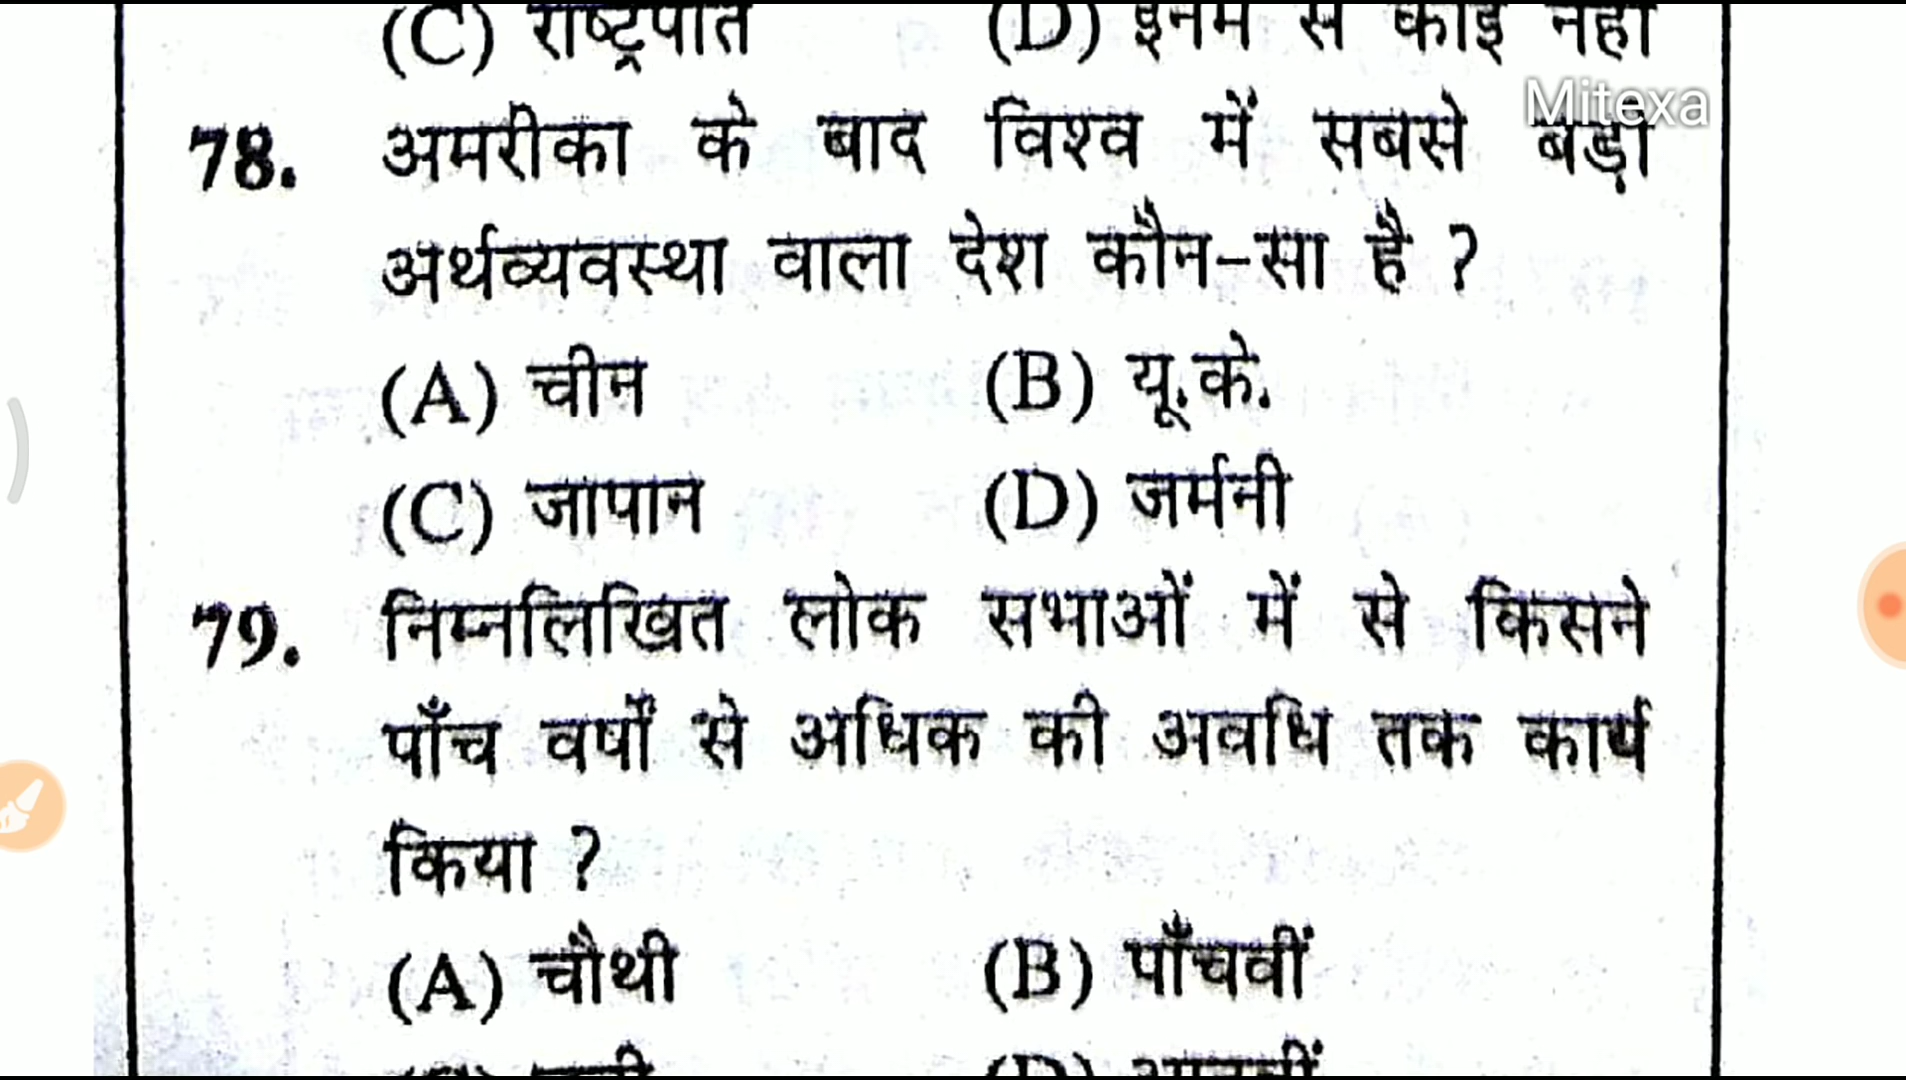 (C) राष्ट्रपति (D) इनमें से कोई नहीं
Mitexa
78. अमरीका के बाद विश्व में सबसे बड़ा
अर्थव्यवस्था वाला देश कौन-सा है ?
(A) चीन (B) यू.के.
(C) जापान (D) जर्मनी
79. निम्नलिखित लोक सभाओं में से किसने
पाँच वर्षों से अधिक की अवधि तक कार्य
किया ?
(A) चौथी (B) पाँचवीं